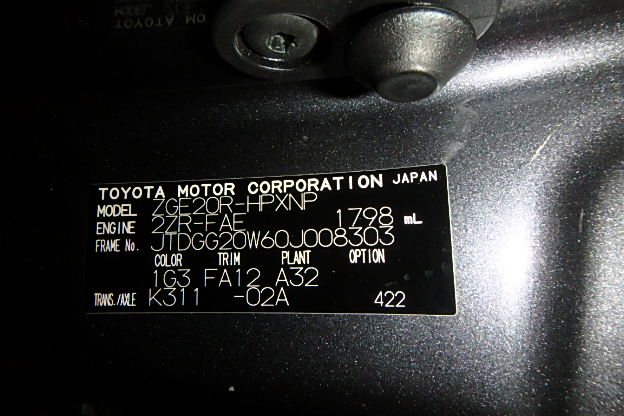 TOYOTA MOTOR CORPORATION JAPAN
MODEL ZGE20R-HPXNP
ENGINE 2ZR-FAE 1798 mL
FRAME No. JTDGG20W60J008303
COLOR TRIM PLANT OPTION
1G3 FA12 A32
TRANS./AXLE K311 -02A 422